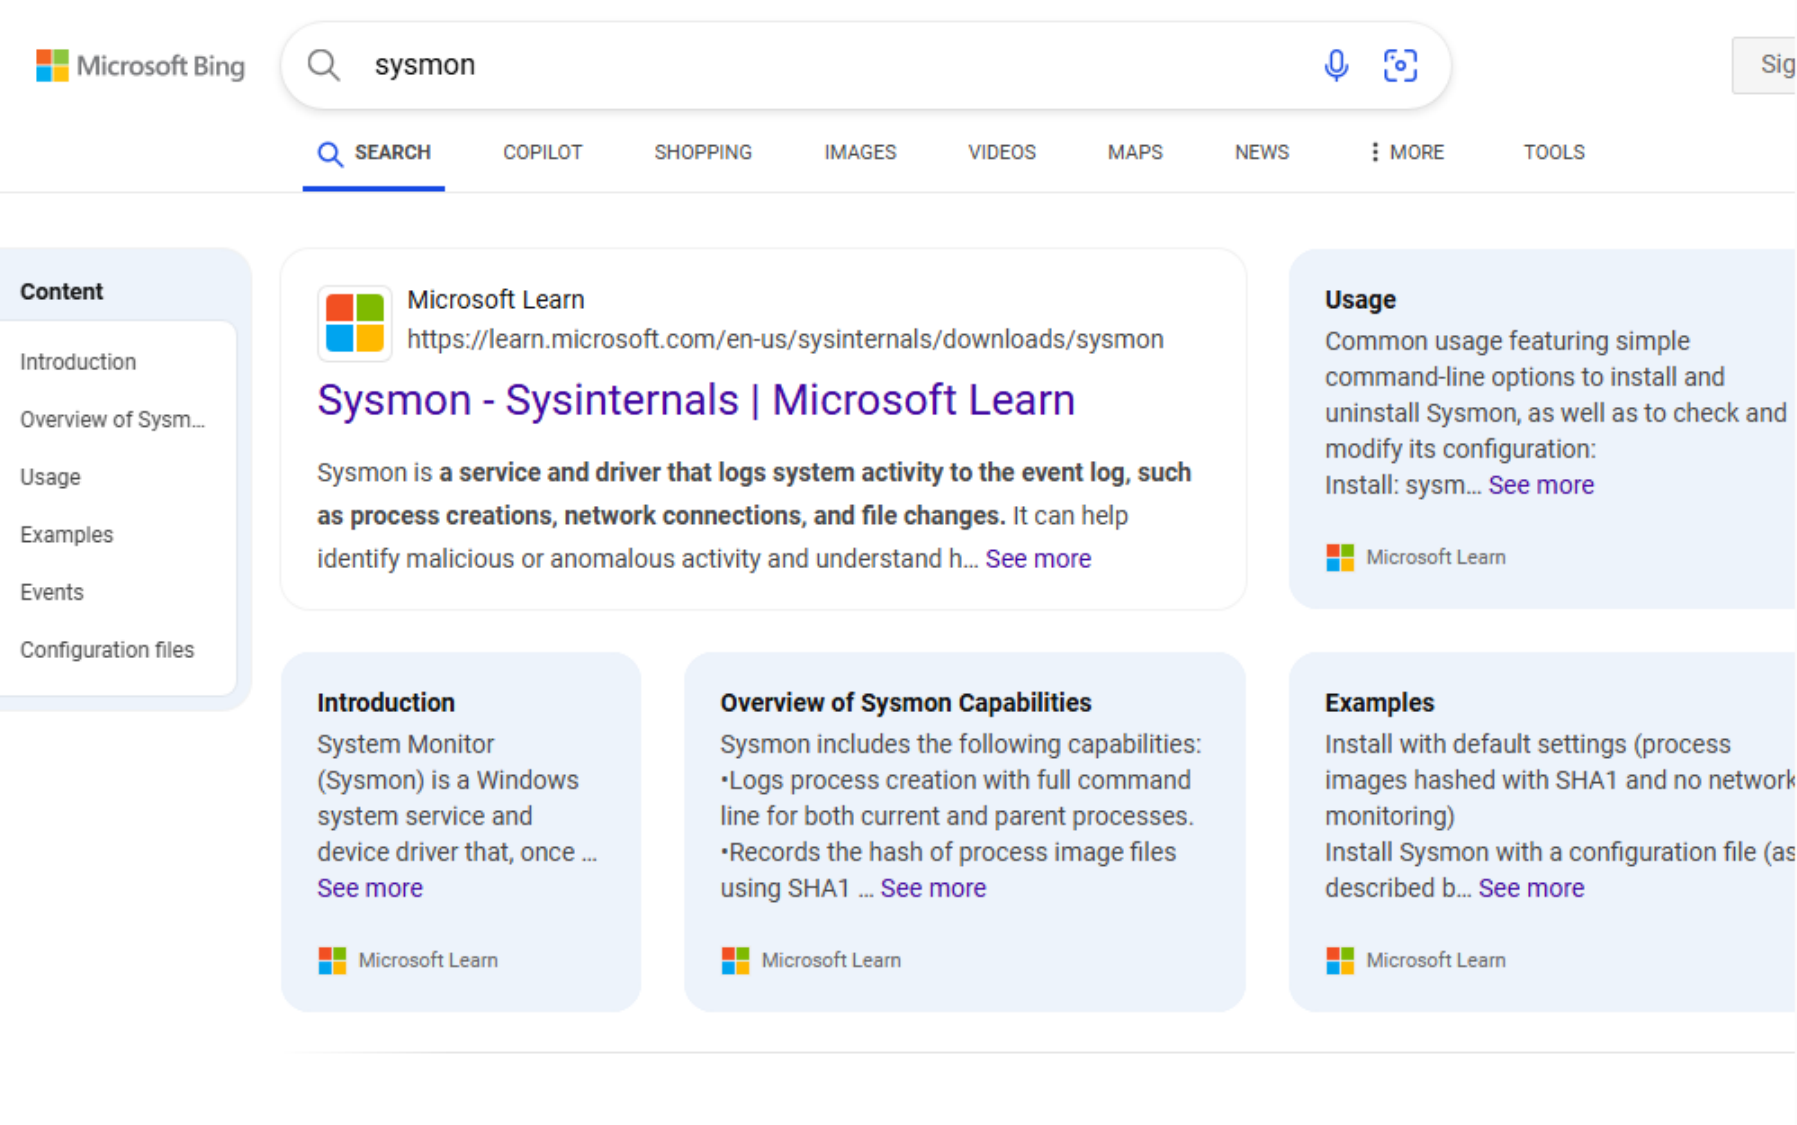 Microsoft Bing
sysmon
Sig
SEARCH
COPILOT
SHOPPING
IMAGES
VIDEOS
MAPS
NEWS
MORE
TOOLS
Content
Introduction
Overview of Sysm...
Usage
Examples
Events
Configuration files
Microsoft Learn
https://learn.microsoft.com/en-us/sysinternals/downloads/sysmon
Sysmon - Sysinternals | Microsoft Learn
Sysmon is a service and driver that logs system activity to the event log, such
as process creations, network connections, and file changes. It can help
identify malicious or anomalous activity and understand h... See more
Usage
Common usage featuring simple
command-line options to install and
uninstall Sysmon, as well as to check and
modify its configuration:
Install: sysm... See more
Microsoft Learn
Introduction
System Monitor
(Sysmon) is a Windows
system service and
device driver that, once ...
See more
Microsoft Learn
Overview of Sysmon Capabilities
Sysmon includes the following capabilities:
•Logs process creation with full command
line for both current and parent processes.
•Records the hash of process image files
using SHA1 ... See more
Microsoft Learn
Examples
Install with default settings (process
images hashed with SHA1 and no network
monitoring)
Install Sysmon with a configuration file (as
described b... See more
Microsoft Learn